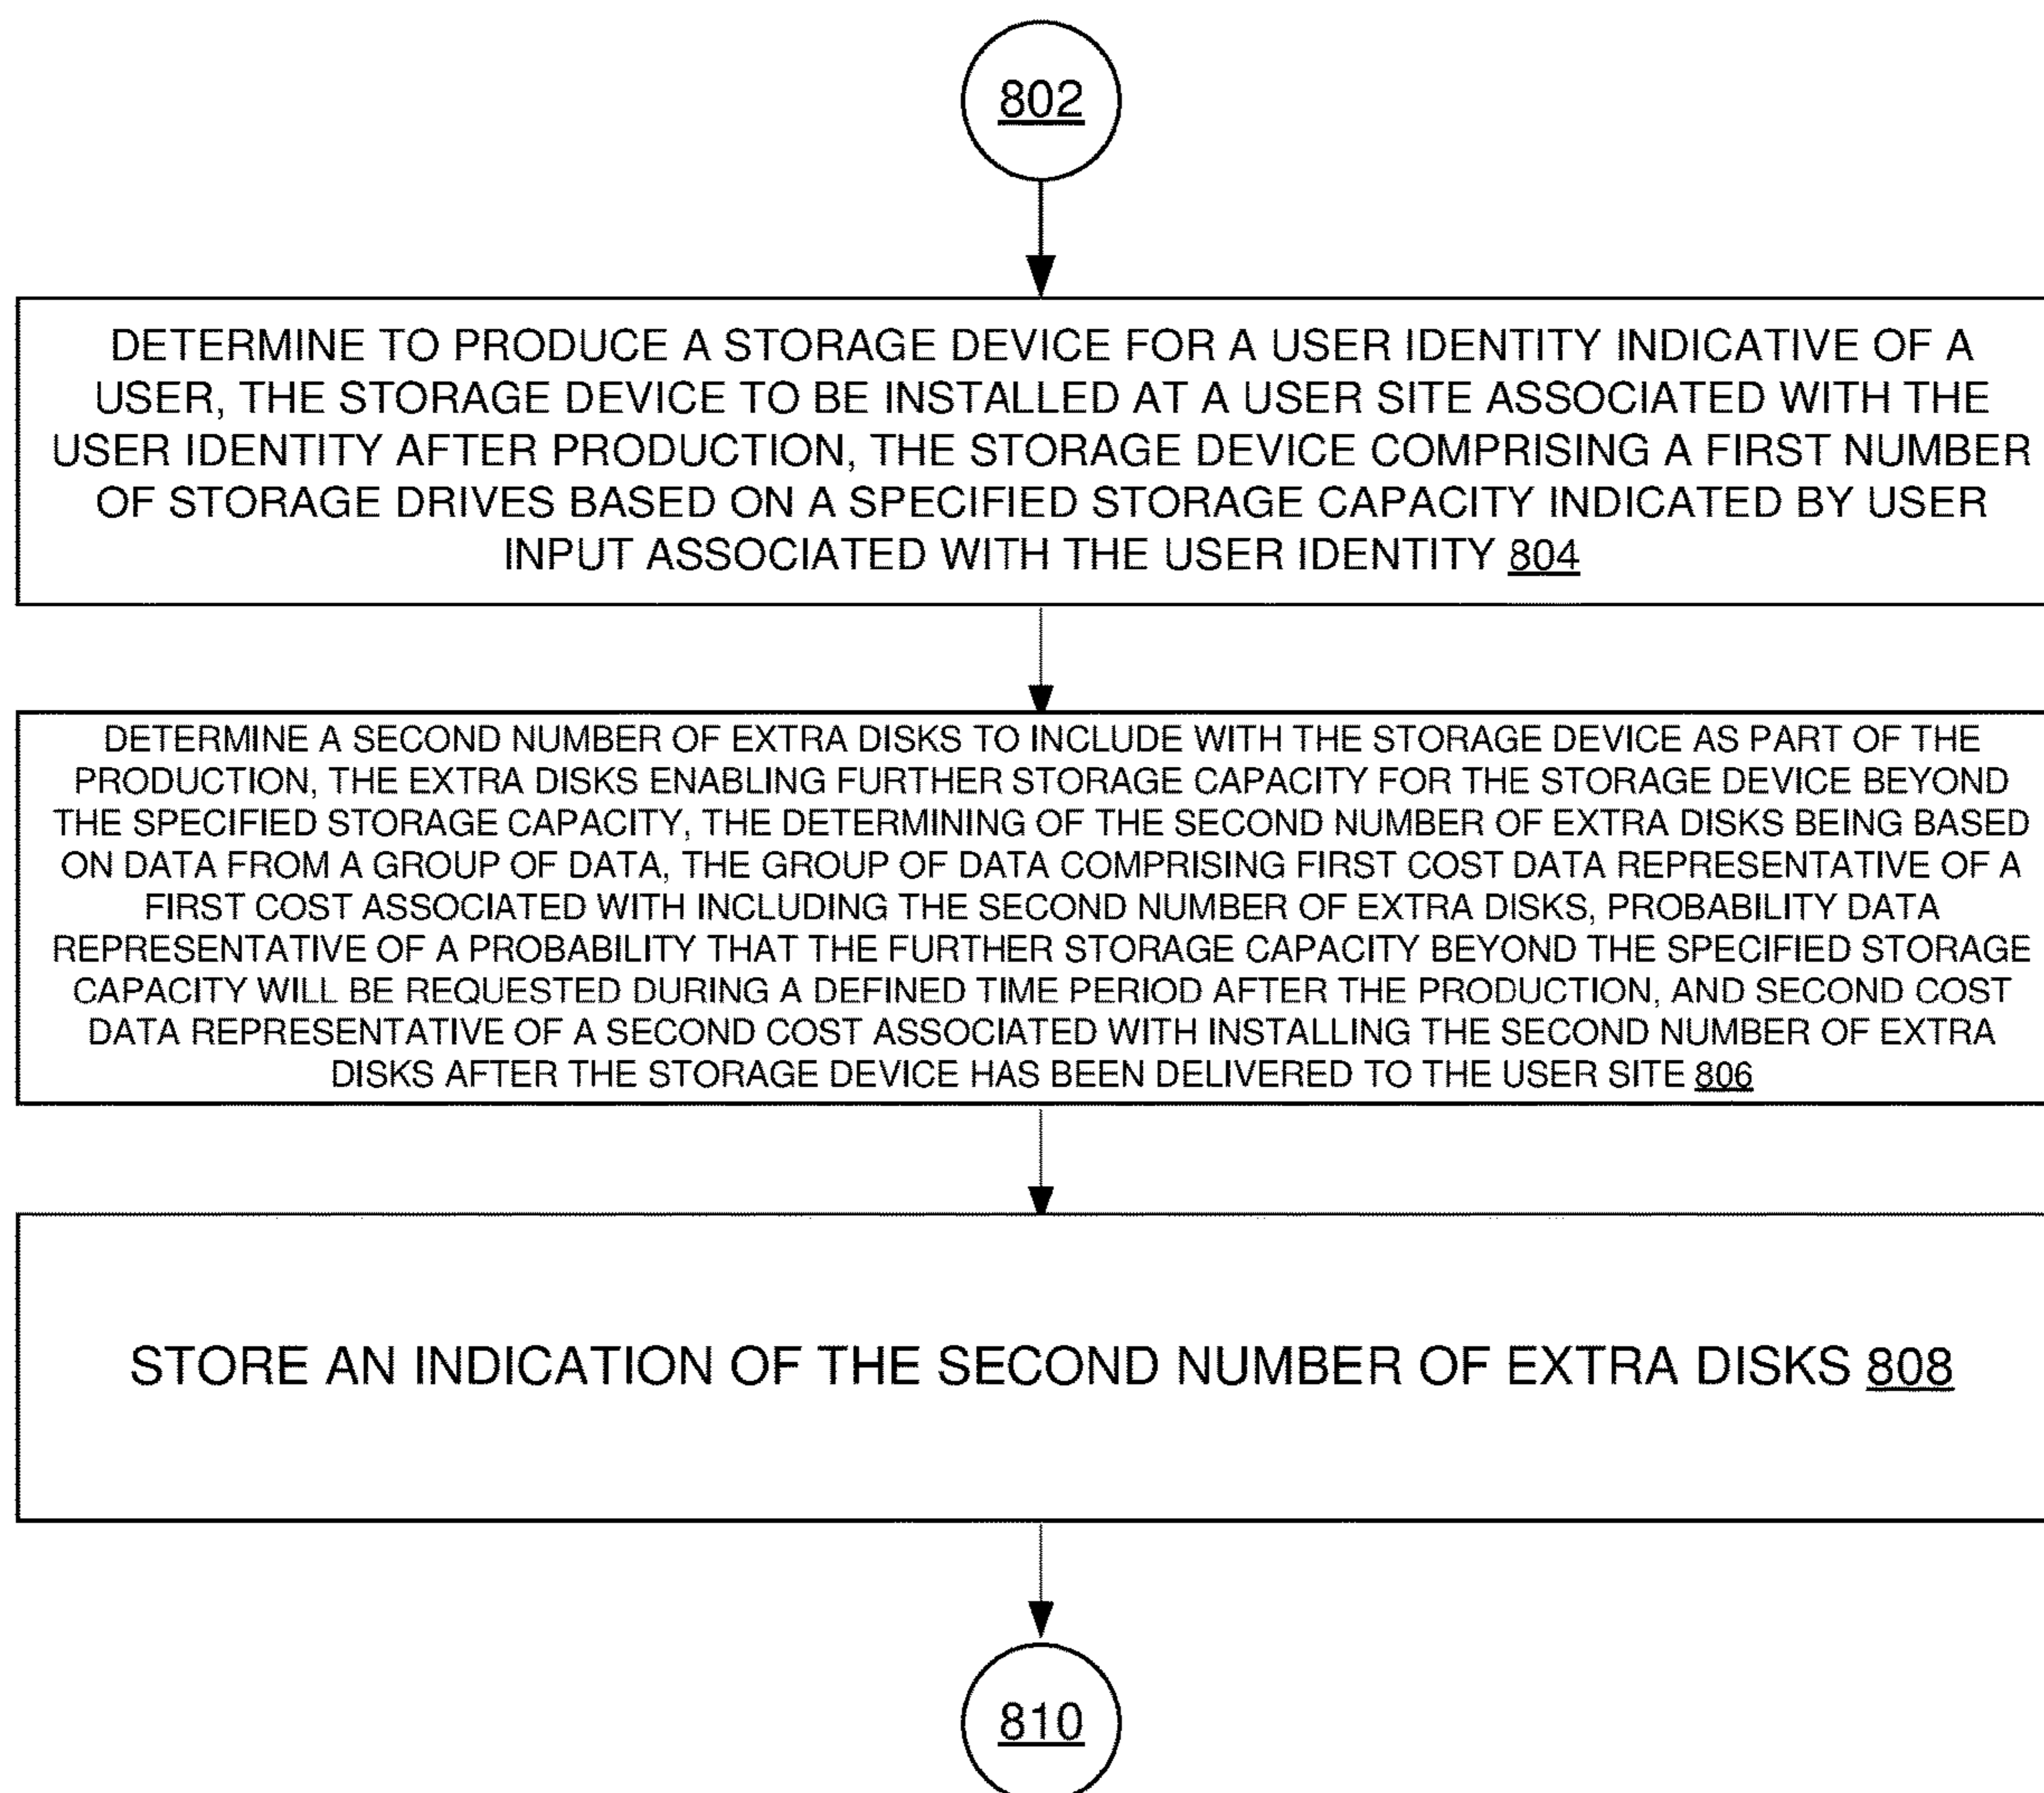 802
DETERMINE TO PRODUCE A STORAGE DEVICE FOR A USER IDENTITY INDICATIVE OF A
USER, THE STORAGE DEVICE TO BE INSTALLED AT A USER SITE ASSOCIATED WITH THE
USER IDENTITY AFTER PRODUCTION, THE STORAGE DEVICE COMPRISING A FIRST NUMBER
OF STORAGE DRIVES BASED ON A SPECIFIED STORAGE CAPACITY INDICATED BY USER
INPUT ASSOCIATED WITH THE USER IDENTITY 804
DETERMINE A SECOND NUMBER OF EXTRA DISKS TO INCLUDE WITH THE STORAGE DEVICE AS PART OF THE
PRODUCTION, THE EXTRA DISKS ENABLING FURTHER STORAGE CAPACITY FOR THE STORAGE DEVICE BEYOND
THE SPECIFIED STORAGE CAPACITY, THE DETERMINING OF THE SECOND NUMBER OF EXTRA DISKS BEING BASED
ON DATA FROM A GROUP OF DATA, THE GROUP OF DATA COMPRISING FIRST COST DATA REPRESENTATIVE OF A
FIRST COST ASSOCIATED WITH INCLUDING THE SECOND NUMBER OF EXTRA DISKS, PROBABILITY DATA
REPRESENTATIVE OF A PROBABILITY THAT THE FURTHER STORAGE CAPACITY BEYOND THE SPECIFIED STORAGE
CAPACITY WILL BE REQUESTED DURING A DEFINED TIME PERIOD AFTER THE PRODUCTION, AND SECOND COST
DATA REPRESENTATIVE OF A SECOND COST ASSOCIATED WITH INSTALLING THE SECOND NUMBER OF EXTRA
DISKS AFTER THE STORAGE DEVICE HAS BEEN DELIVERED TO THE USER SITE 806
STORE AN INDICATION OF THE SECOND NUMBER OF EXTRA DISKS 808
810